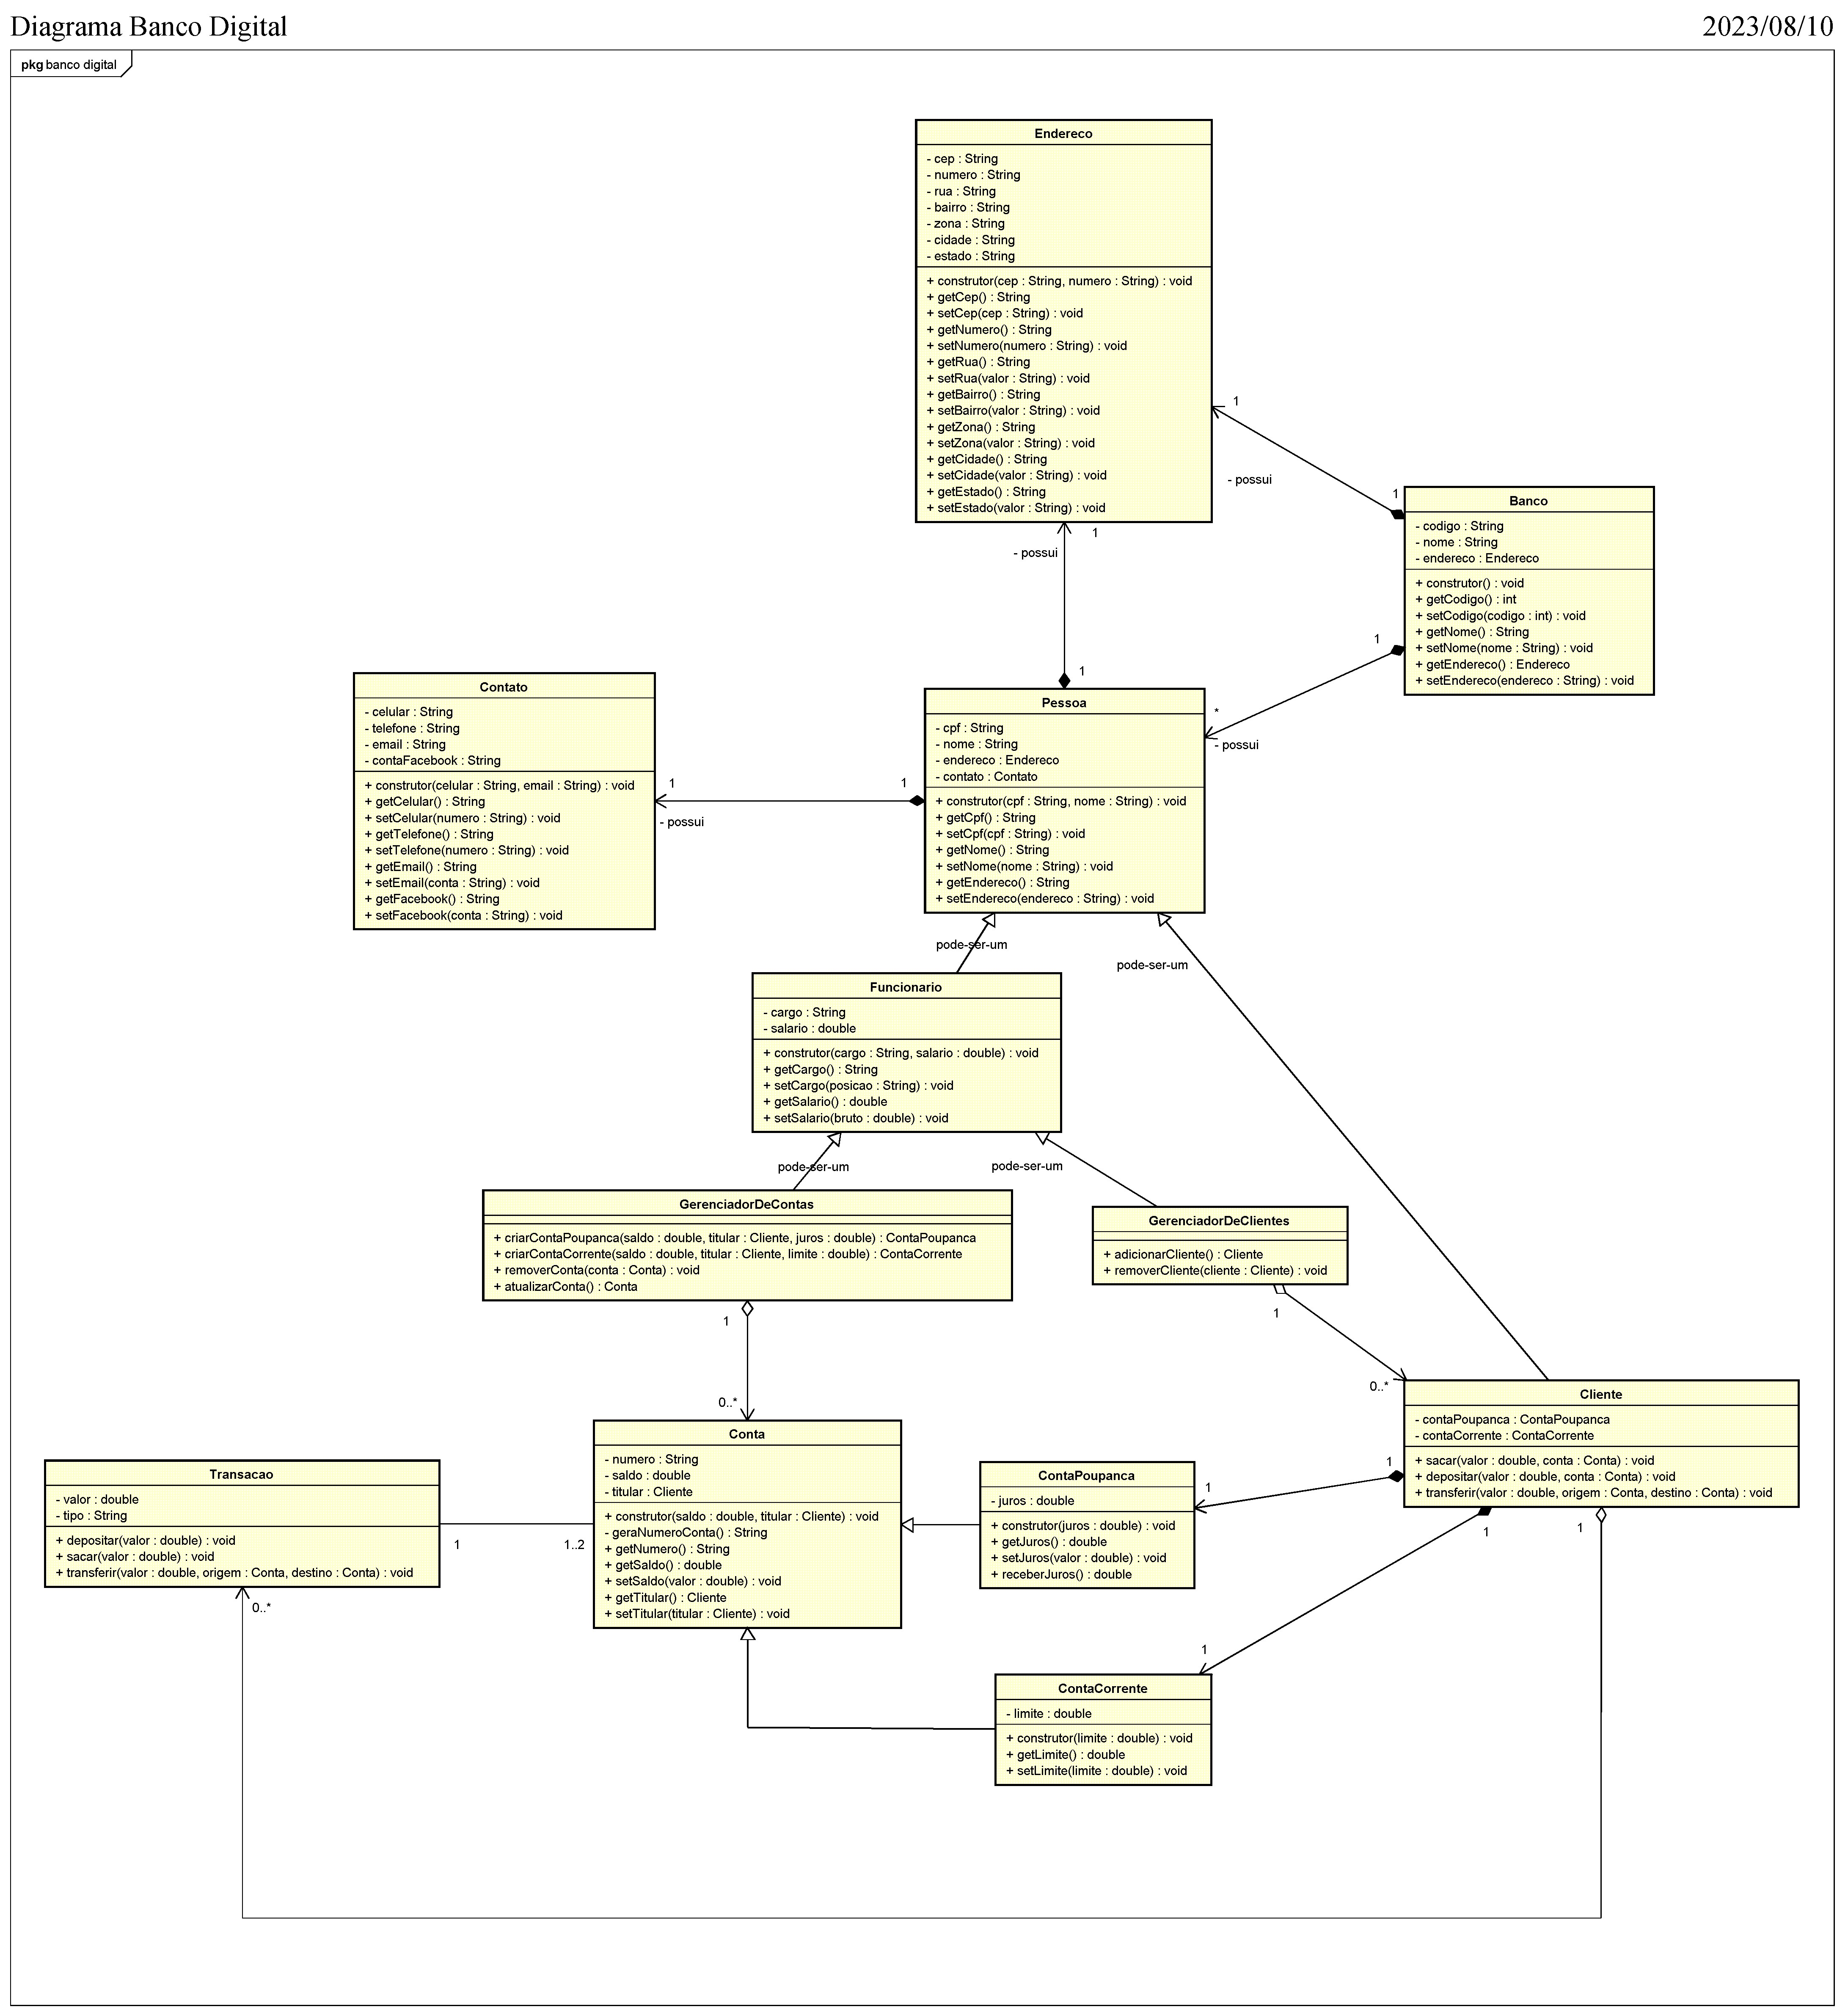 Diagrama Banco Digital
2023/08/10
pkg banco digital
Endereco
- cep : String
- numero : String
- rua : String
- bairro : String
- zona : String
- cidade : String
- estado : String
+ construtor(cep : String, numero : String) : void
+ getCep() : String
+ setCep(cep : String) : void
+ getNumero() : String
+ setNumero(numero : String) : void
+ getRua() : String
+ setRua(valor : String) : void
+ getBairro() : String
+ setBairro(valor : String) : void
+ getZona() : String
+ setZona(valor : String) : void
+ getCidade() : String
+ setCidade(valor : String) : void
+ getEstado() : String
+ setEstado(valor : String) : void
1
- possui
1
Banco
- codigo : String
- nome : String
- endereco : Endereco
+ construtor() : void
+ getCodigo() : int
+ setCodigo(codigo : int) : void
+ getNome() : String
+ setNome(nome : String) : void
+ getEndereco() : Endereco
+ setEndereco(endereco : String) : void
1
- possui
1
1
*
- possui
Contato
- celular : String
- telefone : String
- email : String
- contaFacebook : String
+ construtor(celular : String, email : String) : void
+ getCelular() : String
+ setCelular(numero : String) : void
+ getTelefone() : String
+ setTelefone(numero : String) : void
+ getEmail() : String
+ setEmail(conta : String) : void
+ getFacebook() : String
+ setFacebook(conta : String) : void
1
1
- possui
Pessoa
- cpf : String
- nome : String
- endereco : Endereco
- contato : Contato
+ construtor(cpf : String, nome : String) : void
+ getCpf() : String
+ setCpf(cpf : String) : void
+ getNome() : String
+ setNome(nome : String) : void
+ getEndereco() : String
+ setEndereco(endereco : String) : void
pode-ser-um
pode-ser-um
Funcionario
- cargo : String
- salario : double
+ construtor(cargo : String, salario : double) : void
+ getCargo() : String
+ setCargo(posicao : String) : void
+ getSalario() : double
+ setSalario(bruto : double) : void
pode-ser-um
pode-ser-um
GerenciadorDeContas
+ criarContaPoupanca(saldo : double, titular : Cliente, juros : double) : ContaPoupanca
+ criarContaCorrente(saldo : double, titular : Cliente, limite : double) : ContaCorrente
+ removerConta(conta : Conta) : void
+ atualizarConta() : Conta
GerenciadorDeClientes
+ adicionarCliente() : Cliente
+ removerCliente(cliente : Cliente) : void
1
1
0..*
0..*
Cliente
- contaPoupanca : ContaPoupanca
- contaCorrente : ContaCorrente
+ sacar(valor : double, conta : Conta) : void
+ depositar(valor : double, conta : Conta) : void
+ transferir(valor : double, origem : Conta, destino : Conta) : void
Conta
- numero : String
- saldo : double
- titular : Cliente
+ construtor(saldo : double, titular : Cliente) : void
- geraNumeroConta() : String
+ getNumero() : String
+ getSaldo() : double
+ setSaldo(valor : double) : void
+ getTitular() : Cliente
+ setTitular(titular : Cliente) : void
Transacao
- valor : double
- tipo : String
+ depositar(valor : double) : void
+ sacar(valor : double) : void
+ transferir(valor : double, origem : Conta, destino : Conta) : void
1
1..2
0..*
ContaPoupanca
- juros : double
+ construtor(juros : double) : void
+ getJuros() : double
+ setJuros(valor : double) : void
+ receberJuros() : double
1
1
1
1
1
ContaCorrente
- limite : double
+ construtor(limite : double) : void
+ getLimite() : double
+ setLimite(limite : double) : void